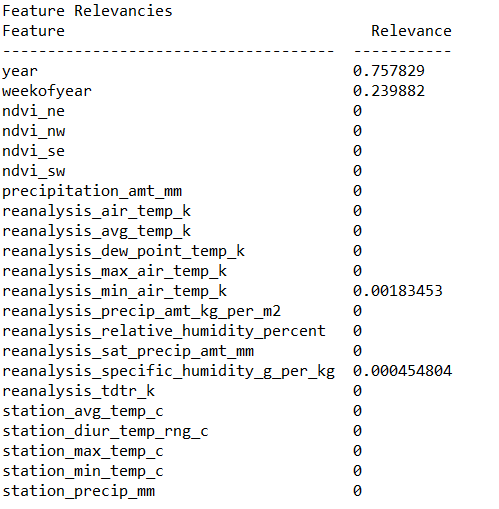 Feature Relevancies
Feature                               Relevance
------------------------------------  -----------
year                                  0.757829
weekofyear                            0.239882
ndvi_ne                               0
ndvi_nw                               0
ndvi_se                               0
ndvi_sw                               0
precipitation_amt_mm                  0
reanalysis_air_temp_k                 0
reanalysis_avg_temp_k                 0
reanalysis_dew_point_temp_k           0
reanalysis_max_air_temp_k             0
reanalysis_min_air_temp_k             0.00183453
reanalysis_precip_amt_kg_per_m2       0
reanalysis_relative_humidity_percent  0
reanalysis_sat_precip_amt_mm          0
reanalysis_specific_humidity_g_per_kg 0.000454804
reanalysis_tdtr_k                     0
station_avg_temp_c                    0
station_diur_temp_rng_c               0
station_max_temp_c                    0
station_min_temp_c                    0
station_precip_mm                     0